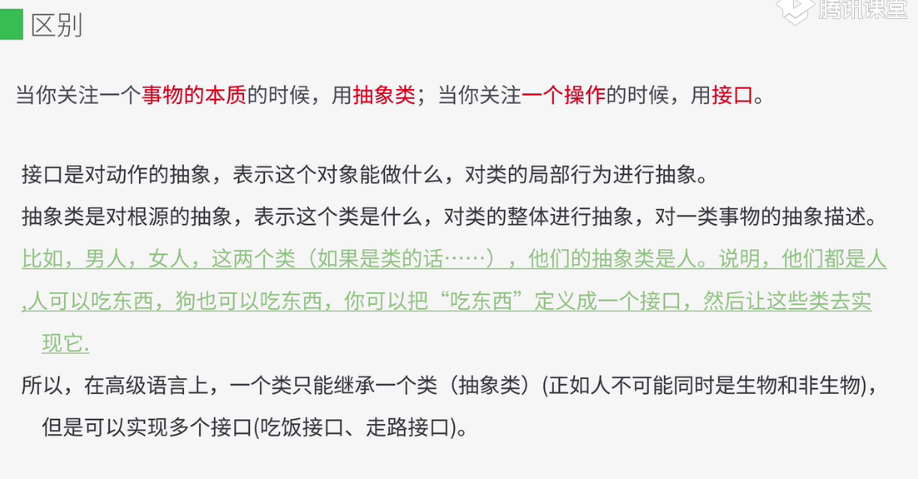 区别
腾讯课堂
当你关注一个事物的本质的时候，用抽象类；当你关注一个操作的时候，用接口。
接口是对动作的抽象，表示这个对象能做什么，对类的局部行为进行抽象。
抽象类是对根源的抽象，表示这个类是什么，对类的整体进行抽象，对一类事物的抽象描述。
比如，男人，女人，这两个类（如果是类的话……），他们的抽象类是人。说明，他们都是人
,人可以吃东西，狗也可以吃东西，你可以把“吃东西”定义成一个接口，然后让这些类去实
现它.
所以，在高级语言上，一个类只能继承一个类（抽象类）(正如人不可能同时是生物和非生物)，
但是可以实现多个接口(吃饭接口、走路接口)。